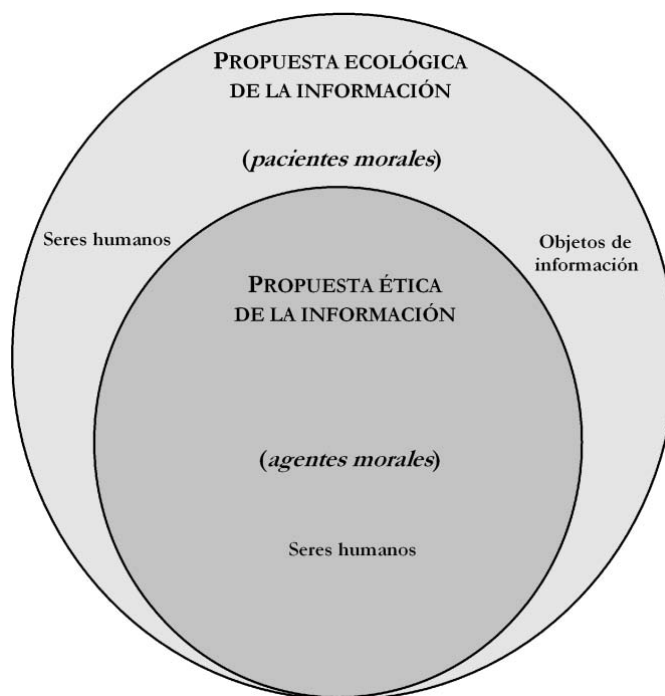 PROPUESTA ECOLÓGICA
DE LA INFORMACIÓN
(pacientes morales)
Seres humanos
Objetos de
información
PROPUESTA ÉTICA
DE LA INFORMACIÓN
(agentes morales)
Seres humanos